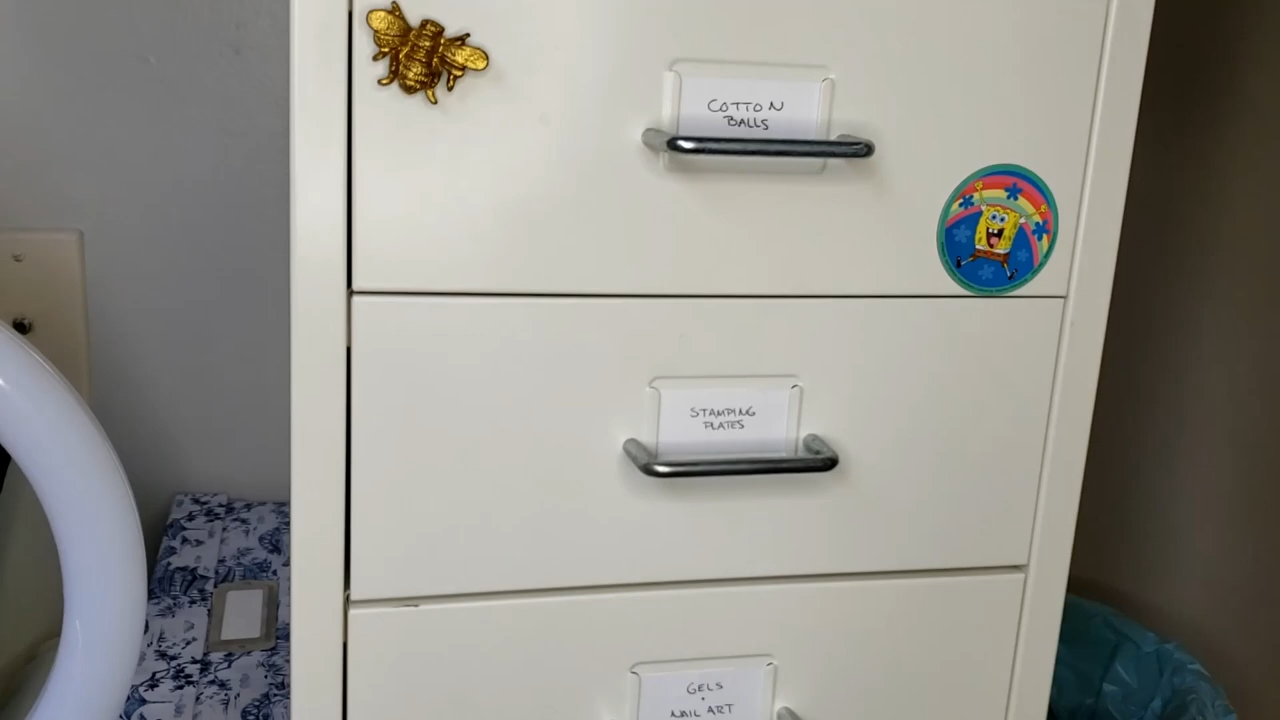 COTTON
BALLS
STAMPING
PLATES
GELS
+
NAIL ART